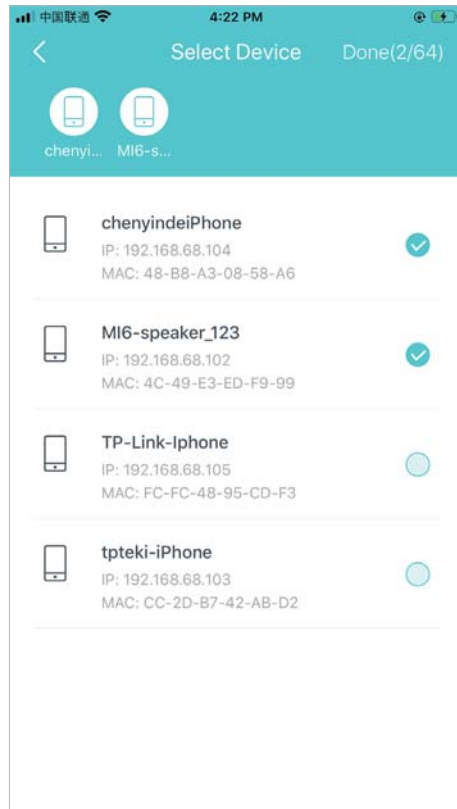 中国联通 4:22 PM
Select Device Done(2/64)
chenyi... MI6-s...
chenyindeiPhone
IP: 192.168.68.104
MAC: 48-B8-A3-08-58-A6
MI6-speaker_123
IP: 192.168.68.102
MAC: 4C-49-E3-ED-F9-99
TP-Link-Iphone
IP: 192.168.68.105
MAC: FC-FC-48-95-CD-F3
tpteki-iPhone
IP: 192.168.68.103
MAC: CC-2D-B7-42-AB-D2